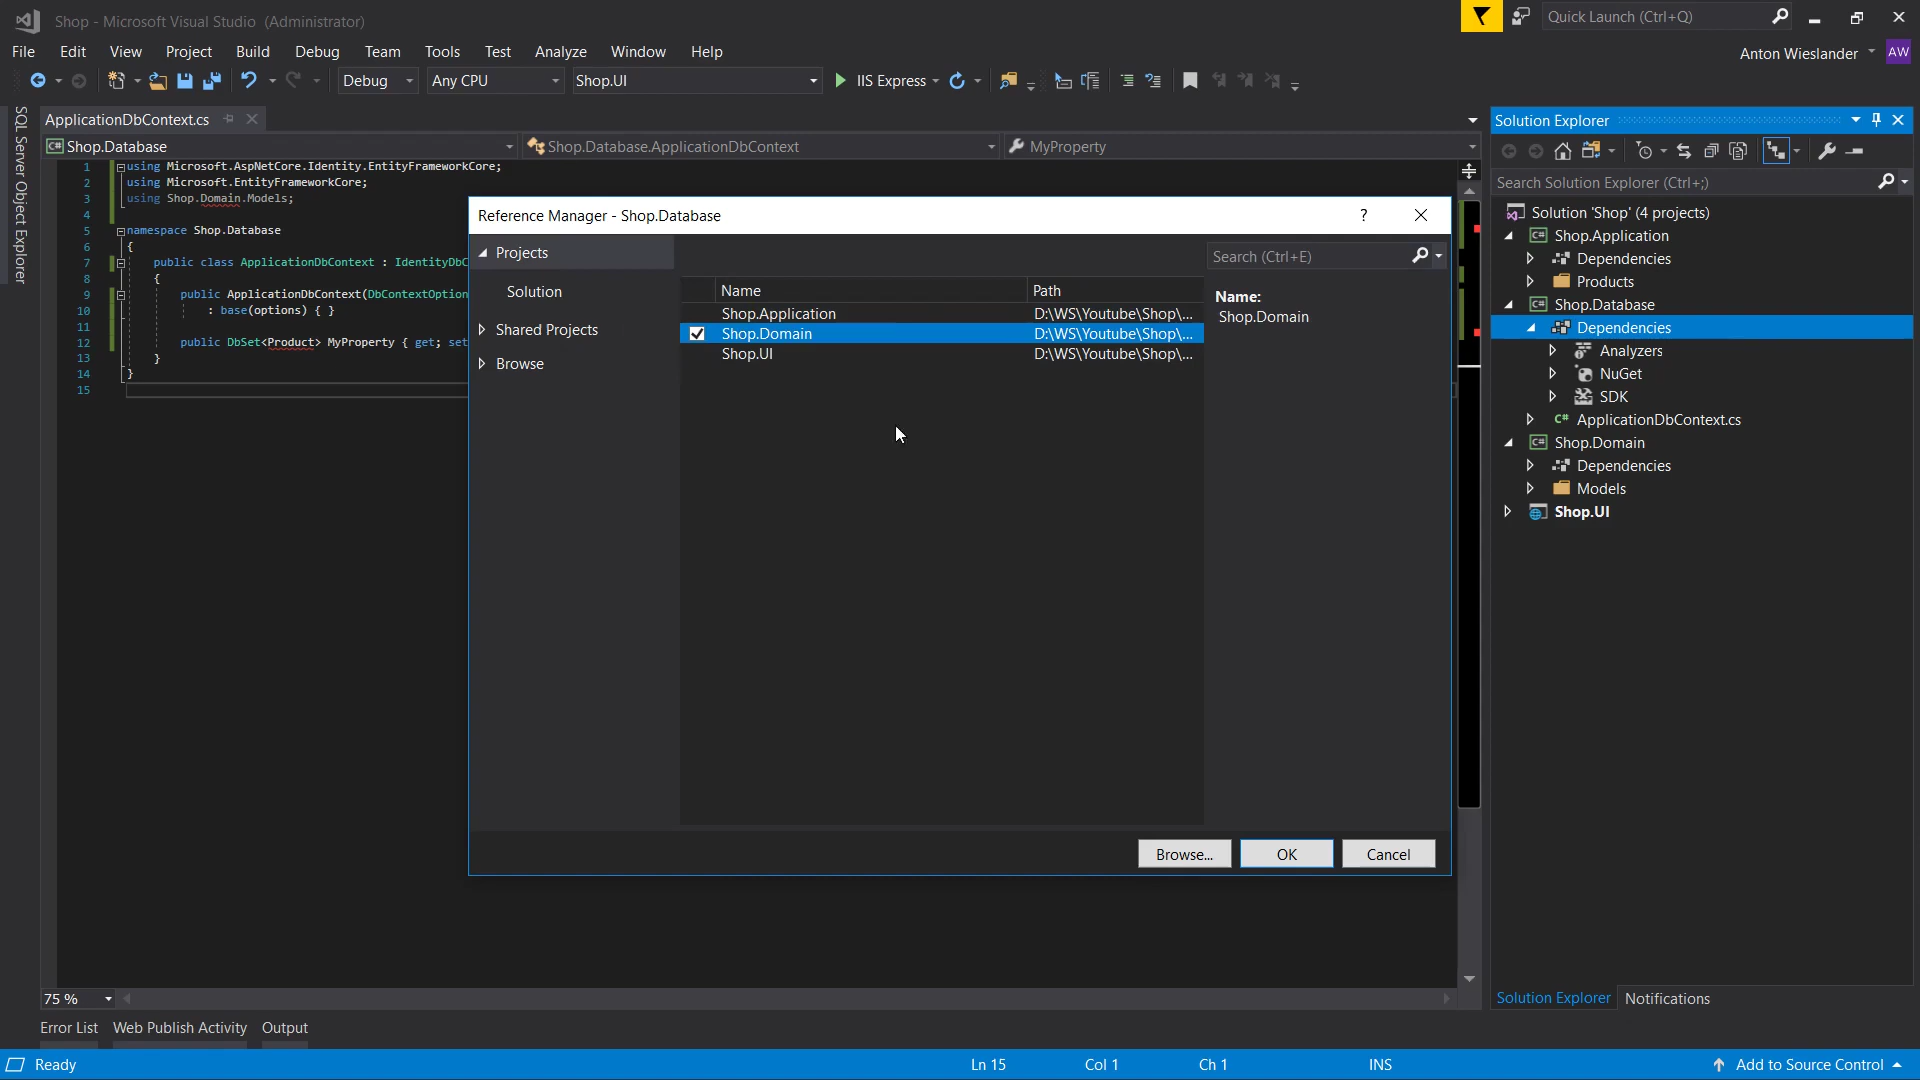 Shop - Microsoft Visual Studio (Administrator)
Quick Launch (Ctrl+Q)
File Edit View Project Build Debug Team Tools Test Analyze Window Help
Anton Wieslander AW
Debug Any CPU Shop.UI IIS Express
SQL Server Object Explorer
ApplicationDbContext.cs
Shop.Database Shop.Database.ApplicationDbContext MyProperty
1 using Microsoft.AspNetCore.Identity.EntityFrameworkCore;
2 using Microsoft.EntityFrameworkCore;
3 using Shop.Domain.Models;
4
5 namespace Shop.Database
6 {
7 public class ApplicationDbContext : IdentityDbC
8 {
9 public ApplicationDbContext(DbContextOption
10 : base(options) { }
11
12 public DbSet<Product> MyProperty { get; set
13 }
14 }
15
Reference Manager - Shop.Database
?
Projects
Solution
Shared Projects
Browse
Search (Ctrl+E)
Name Path
Shop.Application D:\WS\Youtube\Shop\...
Shop.Domain D:\WS\Youtube\Shop\...
Shop.UI D:\WS\Youtube\Shop\...
Name:
Shop.Domain
Browse... OK Cancel
Solution Explorer
Search Solution Explorer (Ctrl+;)
Solution 'Shop' (4 projects)
C# Shop.Application
Dependencies
Products
C# Shop.Database
Dependencies
Analyzers
NuGet
SDK
C# ApplicationDbContext.cs
C# Shop.Domain
Dependencies
Models
Shop.UI
75 %
Solution Explorer Notifications
Error List Web Publish Activity Output
Ready Ln 15 Col 1 Ch 1 INS Add to Source Control